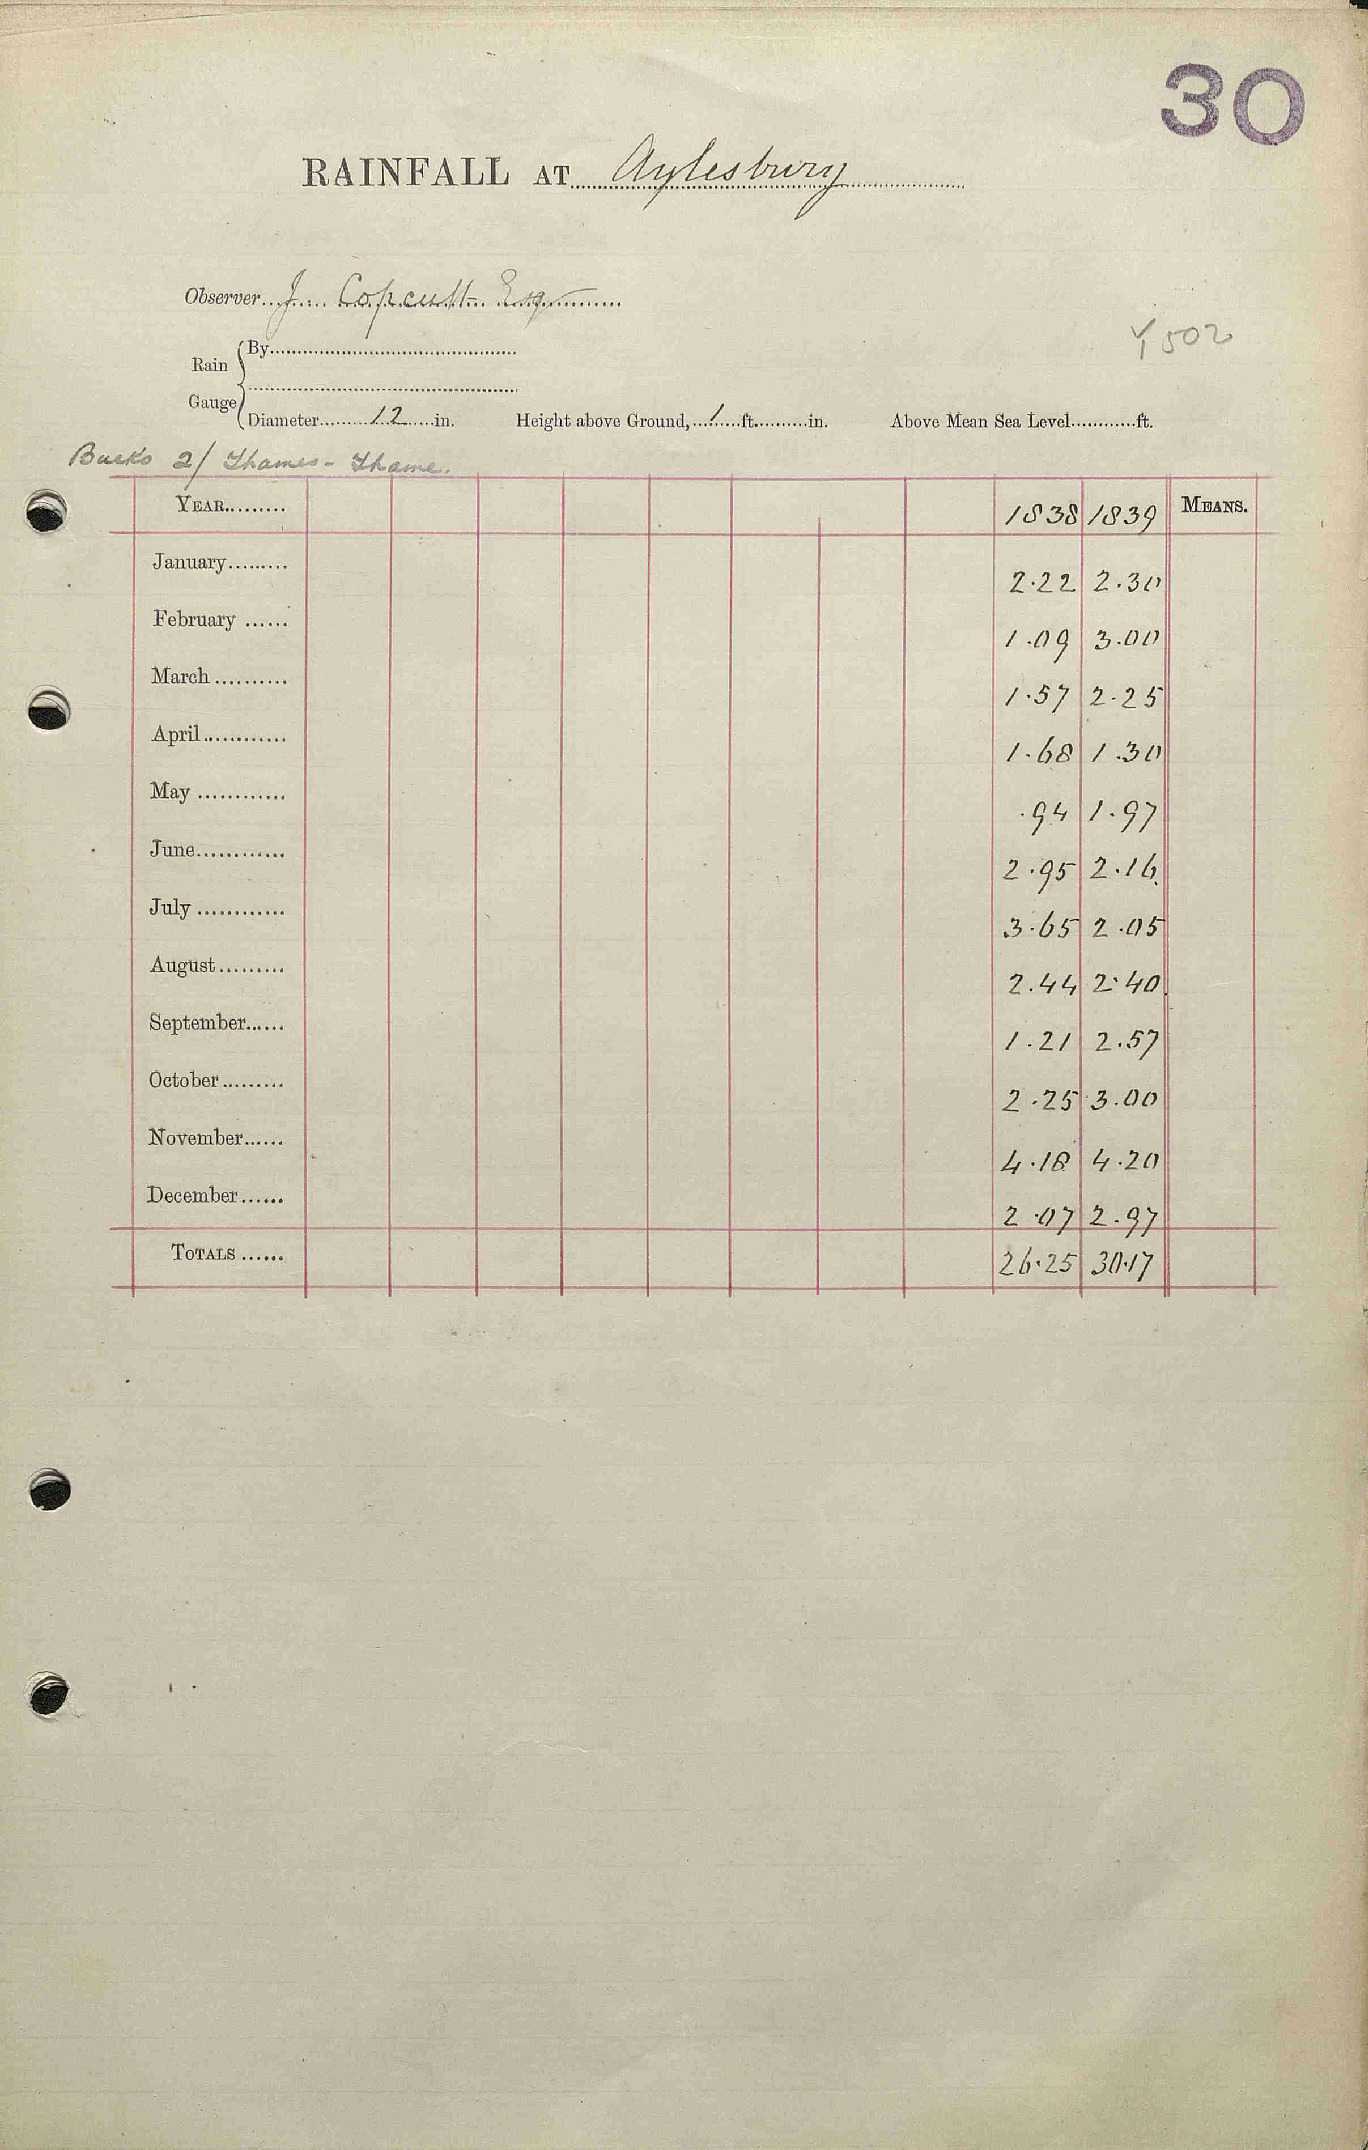 30
RAINFALL AT Aylesbury
Observer J. Copcutt Esq
Y502
Rain Gauge
By
Diameter 12 in. Height above Ground, 1 ft. in. Above Mean Sea Level ft.
Bucks 2/ Thames - Thame.
YEAR 1838 1839 MEANS.
January 2.22 2.30
February 1.09 3.00
March 1.57 2.25
April 1.68 1.30
May .94 1.97
June 2.95 2.16
July 3.65 2.05
August 2.44 2.40
September 1.21 2.57
October 2.25 3.00
November 4.18 4.20
December 2.07 2.97
TOTALS 26.25 30.17